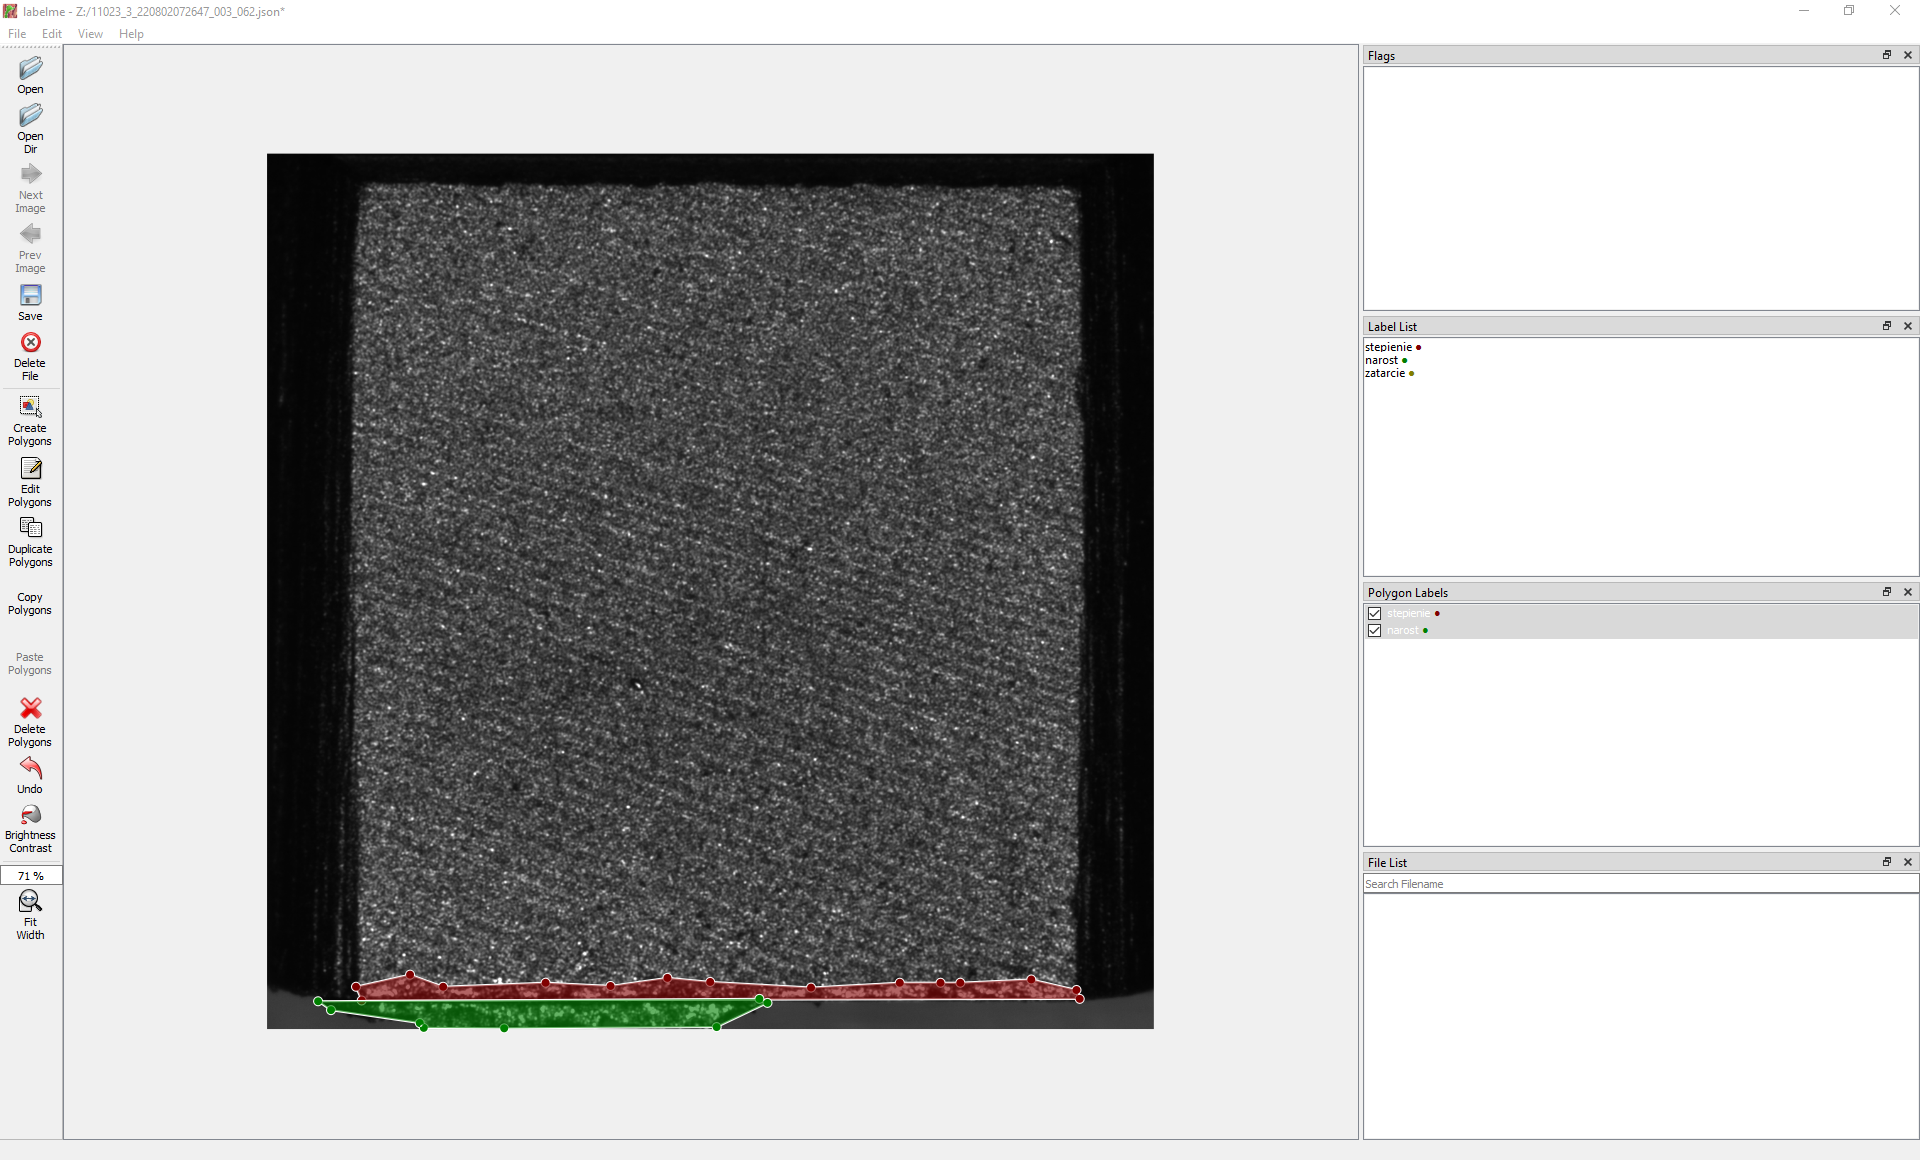 labelme - Z:/11023_3_220802072647_003_062.json*
File Edit View Help
Open
Open
Dir
Next
Image
Prev
Image
Save
Delete
File
Create
Polygons
Edit
Polygons
Duplicate
Polygons
Copy
Polygons
Paste
Polygons
Delete
Polygons
Undo
Brightness
Contrast
71 %
Fit
Width
Flags
Label List
stepienie
narost
zatarcie
Polygon Labels
stepienie
narost
File List
Search Filename